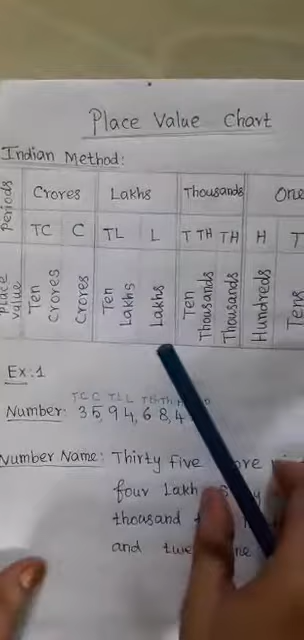 Place Value Chart
Indian Method:
Periods Crores Lakhs Thousands One
TC C TL L T TH TH H T
Place Value Ten Crores Crores Ten Lakhs Lakhs Ten Thousands Thousands Hundreds Tens
Ex:1
TC C TL L
Number: 35,94,68,4
Number Name: Thirty five
four Lakh
thousand
and